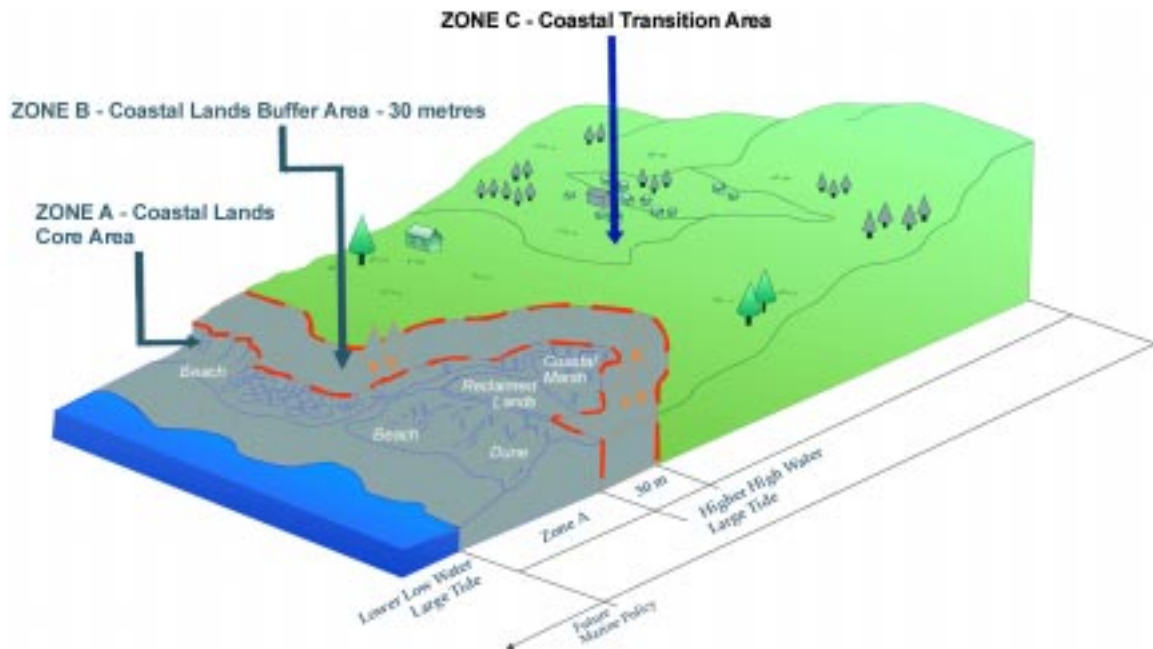 ZONE C - Coastal Transition Area
ZONE B - Coastal Lands Buffer Area - 30 metres
ZONE A - Coastal Lands
Core Area
Beach
Coastal
Marsh
Reclaimed
Lands
Beach
Dune
30 m
Higher High Water
Large Tide
Zone A
Lower Low Water
Large Tide
Future
Marine Policy